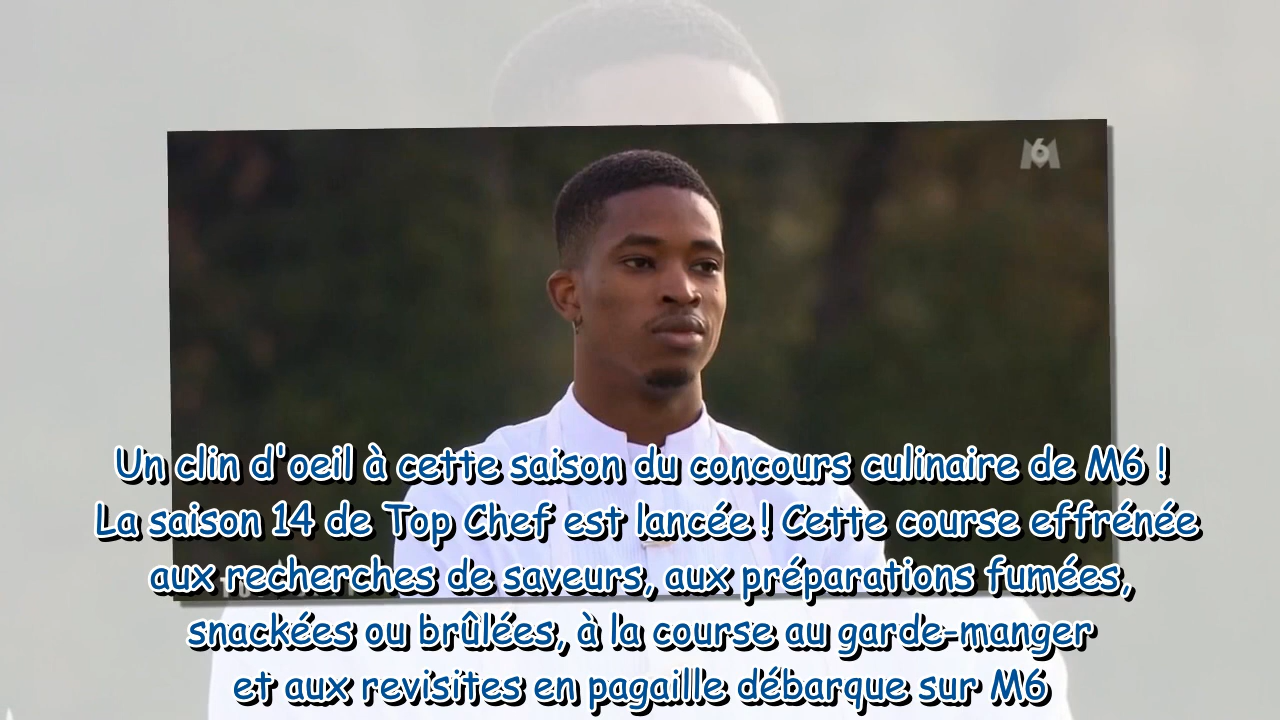 M6
Un clin d'oeil à cette saison du concours culinaire de M6 !
La saison 14 de Top Chef est lancée ! Cette course effrénée
aux recherches de saveurs, aux préparations fumées,
snackées ou brûlées, à la course au garde-manger
et aux revisites en pagaille débarque sur M6